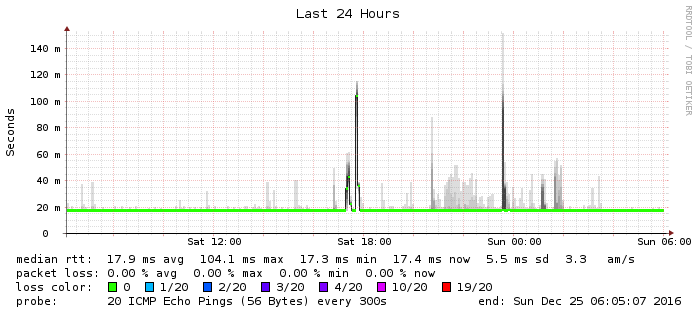 Last 24 Hours
RRDTOOL / TOBI OETIKER
Seconds
140 m
120 m
100 m
80 m
60 m
40 m
20 m
0
Sat 12:00 Sat 18:00 Sun 00:00 Sun 06:00
median rtt: 17.9 ms avg 104.1 ms max 17.3 ms min 17.4 ms now 5.5 ms sd 3.3 am/s
packet loss: 0.00 % avg 0.00 % max 0.00 % min 0.00 % now
loss color: 0 1/20 2/20 3/20 4/20 10/20 19/20
probe: 20 ICMP Echo Pings (56 Bytes) every 300s end: Sun Dec 25 06:05:07 2016